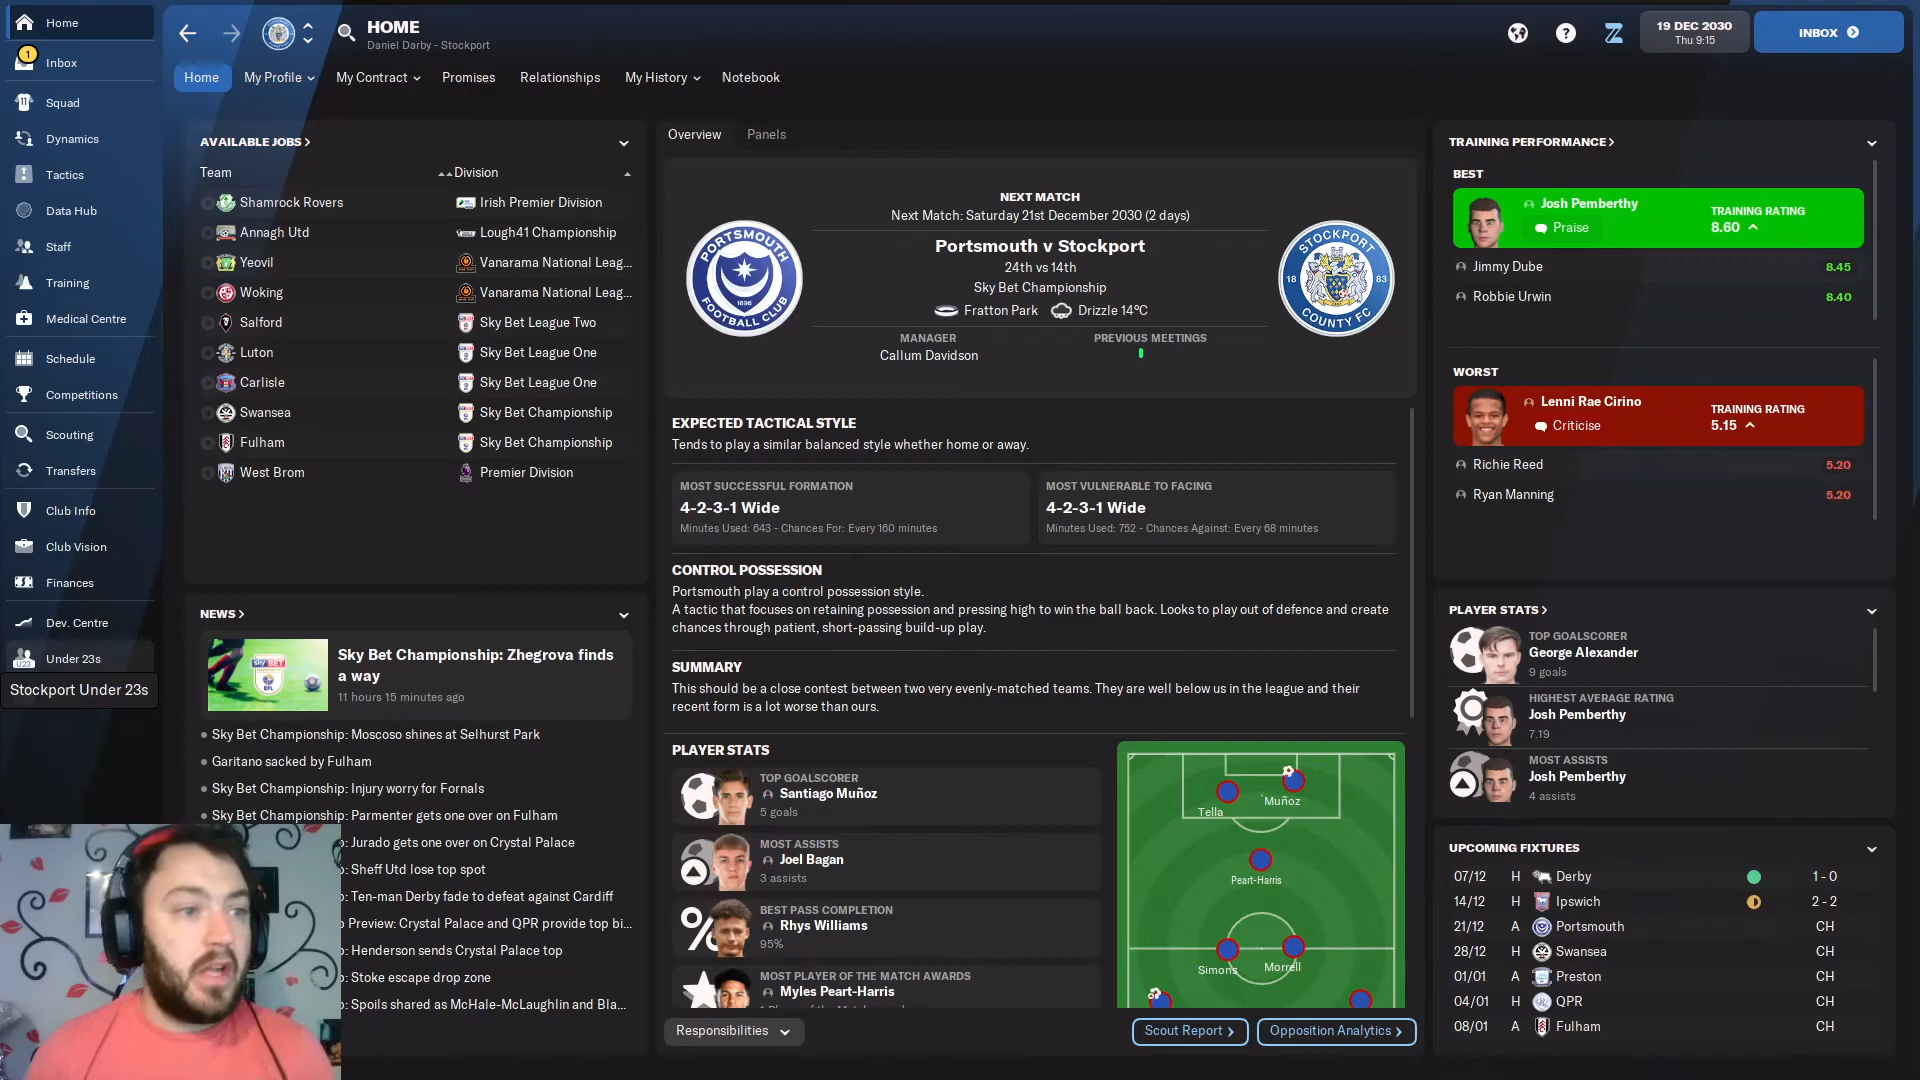 Home
Inbox
1
Squad
Dynamics
Tactics
Data Hub
Staff
Training
Medical Centre
Schedule
Competitions
Scouting
Transfers
Club Info
Club Vision
Finances
Dev. Centre
U23
Under 23s
Stockport Under 23s
HOME
Daniel Darby - Stockport
19 DEC 2030
Thu 9:15
INBOX
Home
My Profile
My Contract
Promises
Relationships
My History
Notebook
AVAILABLE JOBS
Team
Division
Shamrock Rovers
Irish Premier Division
Annagh Utd
Lough41 Championship
Yeovil
Vanarama National Leag...
Woking
Vanarama National Leag...
Salford
Sky Bet League Two
Luton
Sky Bet League One
Carlisle
Sky Bet League One
Swansea
Sky Bet Championship
Fulham
Sky Bet Championship
West Brom
Premier Division
NEWS
Sky Bet Championship: Zhegrova finds
a way
11 hours 15 minutes ago
Sky Bet Championship: Moscoso shines at Selhurst Park
Garitano sacked by Fulham
Sky Bet Championship: Injury worry for Fornals
Sky Bet Championship: Parmenter gets one over on Fulham
: Jurado gets one over on Crystal Palace
: Sheff Utd lose top spot
: Ten-man Derby fade to defeat against Cardiff
Preview: Crystal Palace and QPR provide top bi...
: Henderson sends Crystal Palace top
: Stoke escape drop zone
: Spoils shared as McHale-McLaughlin and Bla...
Overview
Panels
NEXT MATCH
Next Match: Saturday 21st December 2030 (2 days)
Portsmouth v Stockport
24th vs 14th
Sky Bet Championship
Fratton Park
Drizzle 14°C
MANAGER
Callum Davidson
PREVIOUS MEETINGS
PORTSMOUTH
1898
FOOTBALL CLUB
STOCKPORT
18 83
COUNTY FC
EXPECTED TACTICAL STYLE
Tends to play a similar balanced style whether home or away.
MOST SUCCESSFUL FORMATION
4-2-3-1 Wide
Minutes Used: 643 - Chances For: Every 160 minutes
MOST VULNERABLE TO FACING
4-2-3-1 Wide
Minutes Used: 752 - Chances Against: Every 68 minutes
CONTROL POSSESSION
Portsmouth play a control possession style.
A tactic that focuses on retaining possession and pressing high to win the ball back. Looks to play out of defence and create
chances through patient, short-passing build-up play.
SUMMARY
This should be a close contest between two very evenly-matched teams. They are well below us in the league and their
recent form is a lot worse than ours.
PLAYER STATS
TOP GOALSCORER
Santiago Muñoz
5 goals
MOST ASSISTS
Joel Bagan
3 assists
BEST PASS COMPLETION
Rhys Williams
95%
MOST PLAYER OF THE MATCH AWARDS
Myles Peart-Harris
Tella
Muñoz
Peart-Harris
Simons
Morrell
Responsibilities
Scout Report
Opposition Analytics
TRAINING PERFORMANCE
BEST
Josh Pemberthy
Praise
TRAINING RATING
8.60
Jimmy Dube
8.45
Robbie Urwin
8.40
WORST
Lenni Rae Cirino
Criticise
TRAINING RATING
5.15
Richie Reed
5.20
Ryan Manning
5.20
PLAYER STATS
TOP GOALSCORER
George Alexander
9 goals
HIGHEST AVERAGE RATING
Josh Pemberthy
7.19
MOST ASSISTS
Josh Pemberthy
4 assists
UPCOMING FIXTURES
07/12 H Derby 1 - 0
14/12 H Ipswich 2 - 2
21/12 A Portsmouth CH
28/12 H Swansea CH
01/01 A Preston CH
04/01 H QPR CH
08/01 A Fulham CH